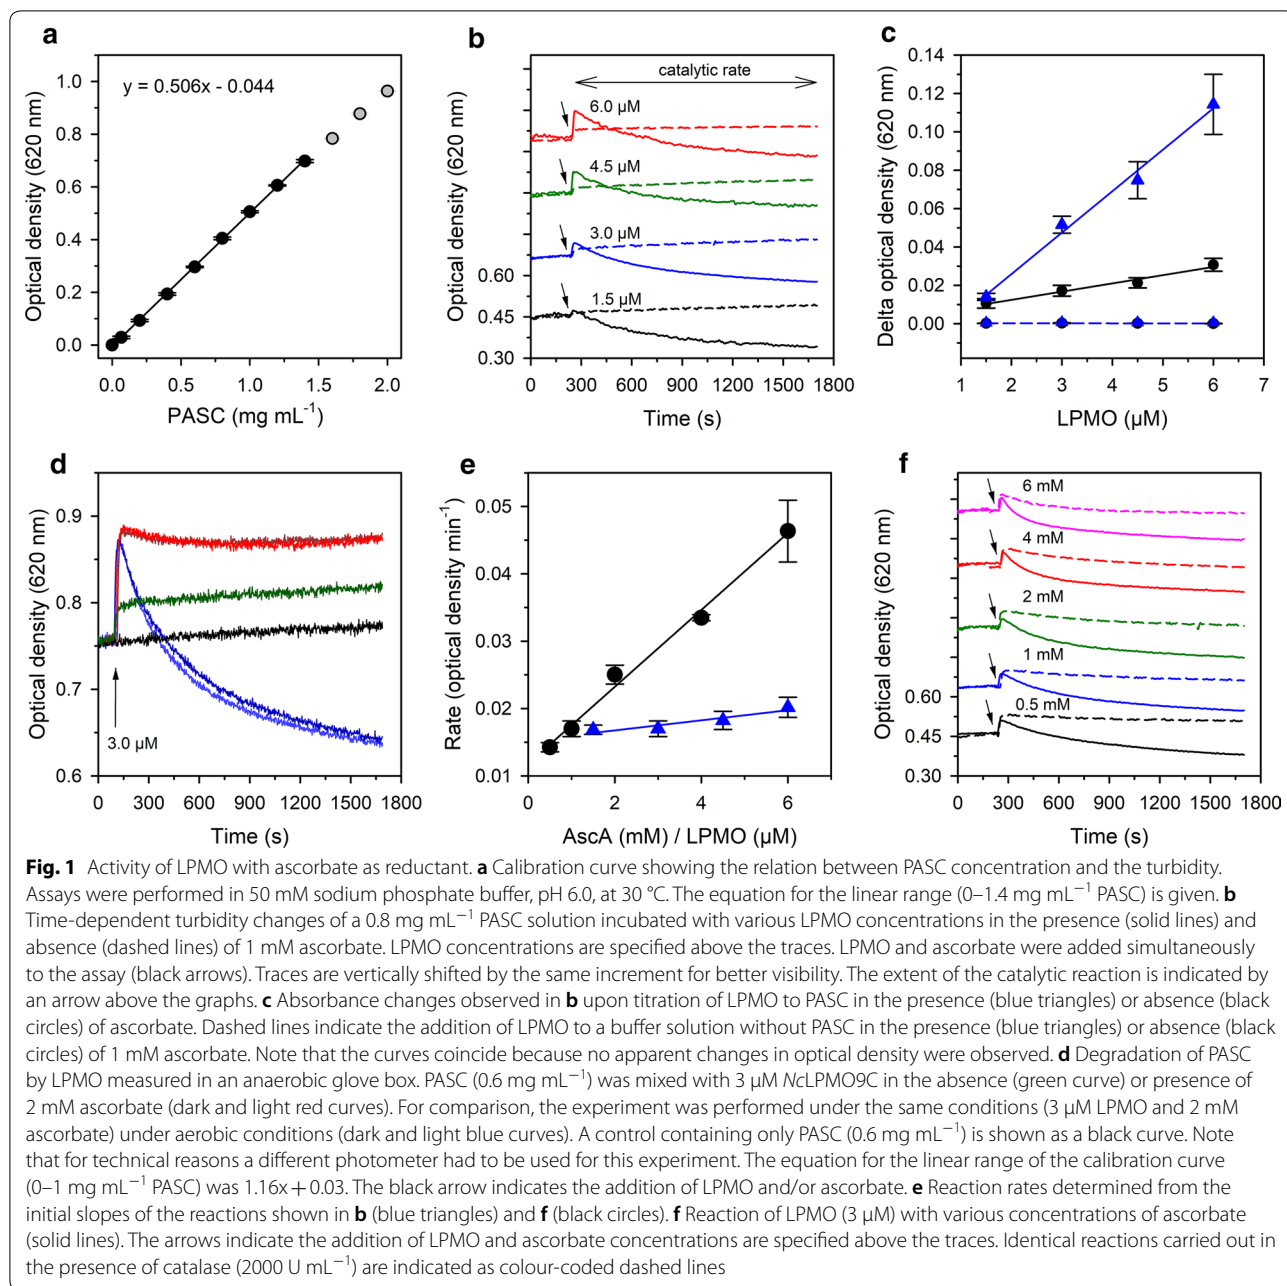 a
y = 0.506x - 0.044
Optical density (620 nm)
1.0
0.8
0.6
0.4
0.2
0.0
0.0 0.5 1.0 1.5 2.0
PASC (mg mL⁻¹)
b
catalytic rate
6.0 µM
4.5 µM
3.0 µM
1.5 µM
Optical density (620 nm)
0.60
0.45
0.30
0 300 600 900 1200 1500 1800
Time (s)
c
Delta optical density (620 nm)
0.14
0.12
0.10
0.08
0.06
0.04
0.02
0.00
1 2 3 4 5 6 7
LPMO (µM)
d
Optical density (620 nm)
0.9
0.8
0.7
0.6
3.0 µM
0 300 600 900 1200 1500 1800
Time (s)
e
Rate (optical density min⁻¹)
0.05
0.04
0.03
0.02
0.01
0 2 4 6
AscA (mM) / LPMO (µM)
f
6 mM
4 mM
2 mM
1 mM
0.5 mM
Optical density (620 nm)
0.60
0.45
0.30
0 300 600 900 1200 1500 1800
Time (s)
Fig. 1 Activity of LPMO with ascorbate as reductant. a Calibration curve showing the relation between PASC concentration and the turbidity.
Assays were performed in 50 mM sodium phosphate buffer, pH 6.0, at 30 °C. The equation for the linear range (0–1.4 mg mL⁻¹ PASC) is given. b
Time-dependent turbidity changes of a 0.8 mg mL⁻¹ PASC solution incubated with various LPMO concentrations in the presence (solid lines) and
absence (dashed lines) of 1 mM ascorbate. LPMO concentrations are specified above the traces. LPMO and ascorbate were added simultaneously
to the assay (black arrows). Traces are vertically shifted by the same increment for better visibility. The extent of the catalytic reaction is indicated by
an arrow above the graphs. c Absorbance changes observed in b upon titration of LPMO to PASC in the presence (blue triangles) or absence (black
circles) of ascorbate. Dashed lines indicate the addition of LPMO to a buffer solution without PASC in the presence (blue triangles) or absence (black
circles) of 1 mM ascorbate. Note that the curves coincide because no apparent changes in optical density were observed. d Degradation of PASC
by LPMO measured in an anaerobic glove box. PASC (0.6 mg mL⁻¹) was mixed with 3 µM NcLPMO9C in the absence (green curve) or presence of
2 mM ascorbate (dark and light red curves). For comparison, the experiment was performed under the same conditions (3 µM LPMO and 2 mM
ascorbate) under aerobic conditions (dark and light blue curves). A control containing only PASC (0.6 mg mL⁻¹) is shown as a black curve. Note
that for technical reasons a different photometer had to be used for this experiment. The equation for the linear range of the calibration curve
(0–1 mg mL⁻¹ PASC) was 1.16x + 0.03. The black arrow indicates the addition of LPMO and/or ascorbate. e Reaction rates determined from the
initial slopes of the reactions shown in b (blue triangles) and f (black circles). f Reaction of LPMO (3 µM) with various concentrations of ascorbate
(solid lines). The arrows indicate the addition of LPMO and ascorbate concentrations are specified above the traces. Identical reactions carried out in
the presence of catalase (2000 U mL⁻¹) are indicated as colour-coded dashed lines